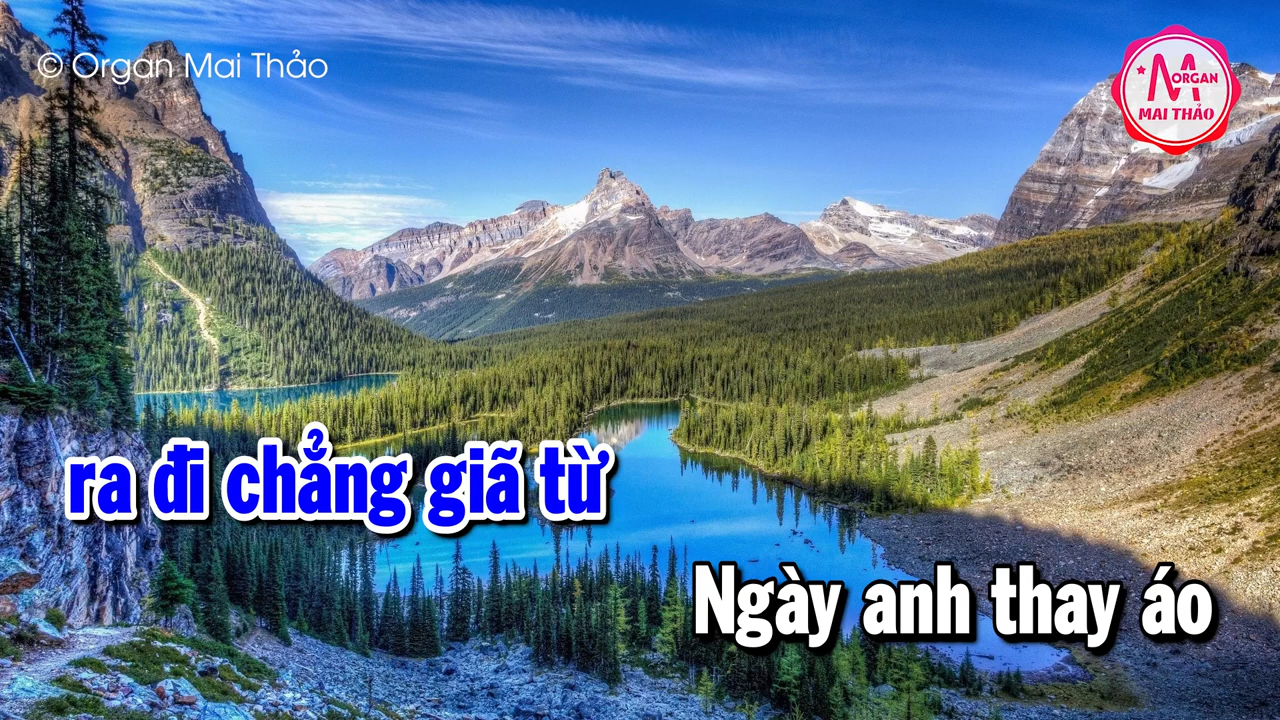 © Organ Mai Thảo
M ORGAN
MAI THẢO
ra đi chẳng giã từ
Ngày anh thay áo